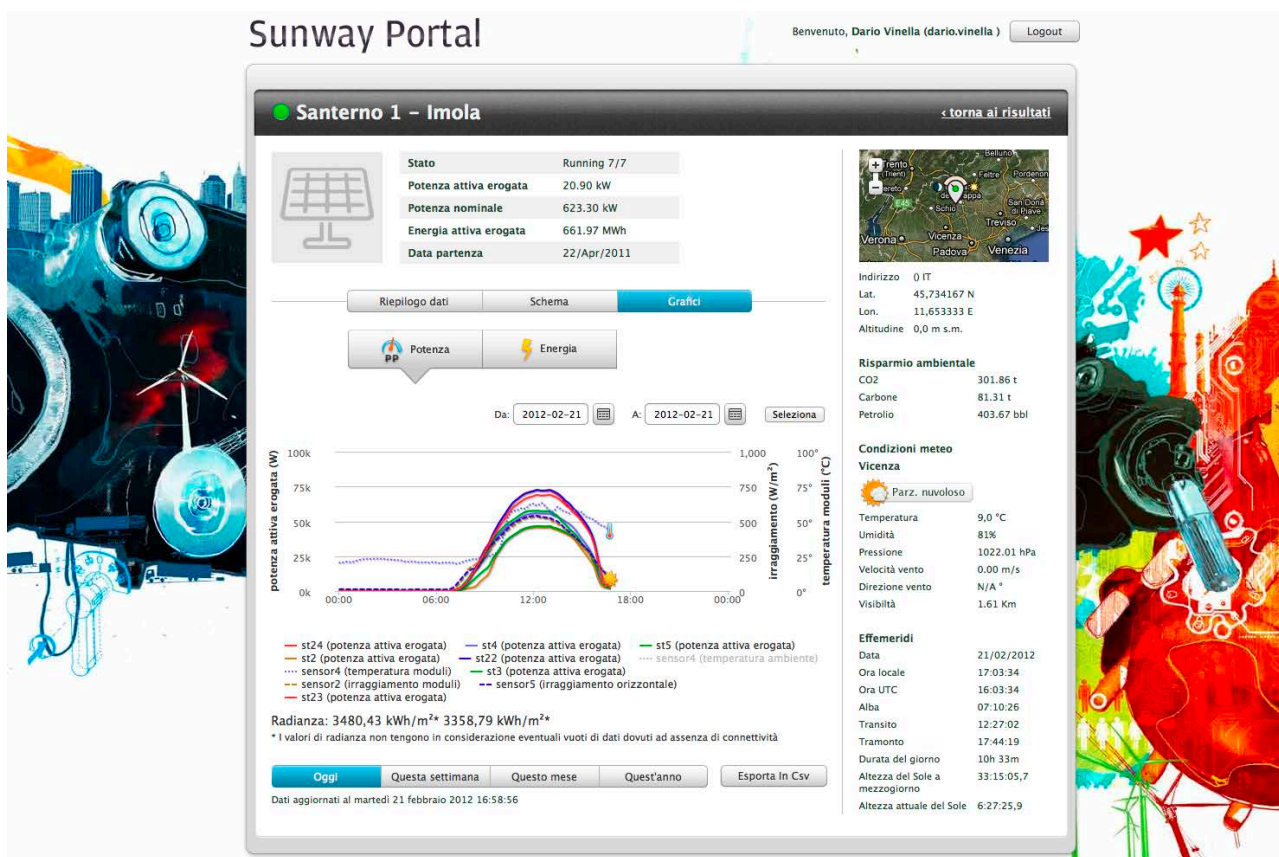 Sunway Portal
Benvenuto, Dario Vinella (dario.vinella ) Logout
Santerno 1 – Imola
‹ torna ai risultati
Stato Running 7/7
Potenza attiva erogata 20.90 kW
Potenza nominale 623.30 kW
Energia attiva erogata 661.97 MWh
Data partenza 22/Apr/2011
Riepilogo dati Schema Grafici
PP Potenza Energia
Da: 2012-02-21 A: 2012-02-21 Seleziona
potenza attiva erogata (W)
100k
75k
50k
25k
0k
00:00 06:00 12:00 18:00 00:00
1,000
750
500
250
0
irraggiamento (W/m²)
100°
75°
50°
25°
0°
temperatura moduli (°C)
st24 (potenza attiva erogata) st4 (potenza attiva erogata) st5 (potenza attiva erogata)
st2 (potenza attiva erogata) st22 (potenza attiva erogata) sensor4 (temperatura ambiente)
sensor4 (temperatura moduli) st3 (potenza attiva erogata)
sensor2 (irraggiamento moduli) sensor5 (irraggiamento orizzontale)
st23 (potenza attiva erogata)
Radianza: 3480,43 kWh/m²* 3358,79 kWh/m²*
* I valori di radianza non tengono in considerazione eventuali vuoti di dati dovuti ad assenza di connettività
Oggi Questa settimana Questo mese Quest'anno Esporta In Csv
Dati aggiornati al martedì 21 febbraio 2012 16:58:56
Trento
(Trient)
Belluno
Feltre
Pordenon
E45
Schio
San Donà
di Piave
Treviso
Verona
Vicenza
Padova
Venezia
Indirizzo () IT
Lat. 45,734167 N
Lon. 11,653333 E
Altitudine 0,0 m s.m.
Risparmio ambientale
CO2 301.86 t
Carbone 81.31 t
Petrolio 403.67 bbl
Condizioni meteo
Vicenza
Parz. nuvoloso
Temperatura 9,0 °C
Umidità 81%
Pressione 1022.01 hPa
Velocità vento 0.00 m/s
Direzione vento N/A °
Visibiltà 1.61 Km
Effemeridi
Data 21/02/2012
Ora locale 17:03:34
Ora UTC 16:03:34
Alba 07:10:26
Transito 12:27:02
Tramonto 17:44:19
Durata del giorno 10h 33m
Altezza del Sole a 33:15:05,7
mezzogiorno
Altezza attuale del Sole 6:27:25,9